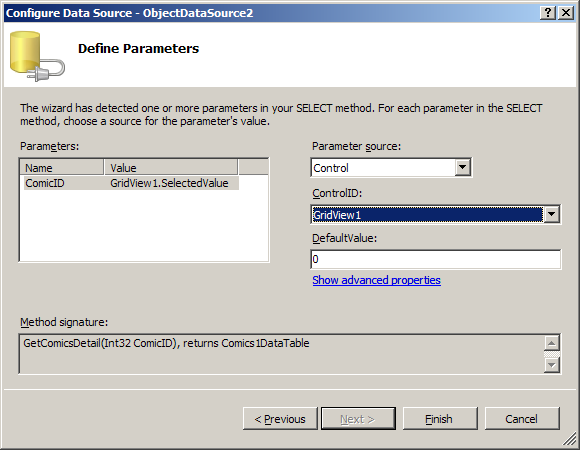 Configure Data Source - ObjectDataSource2
Define Parameters
The wizard has detected one or more parameters in your SELECT method. For each parameter in the SELECT
method, choose a source for the parameter's value.
Parameters:
Name Value
ComicID GridView1.SelectedValue
Parameter source:
Control
ControlID:
GridView1
DefaultValue:
0
Show advanced properties
Method signature:
GetComicsDetail(Int32 ComicID), returns Comics1DataTable
< Previous Next > Finish Cancel